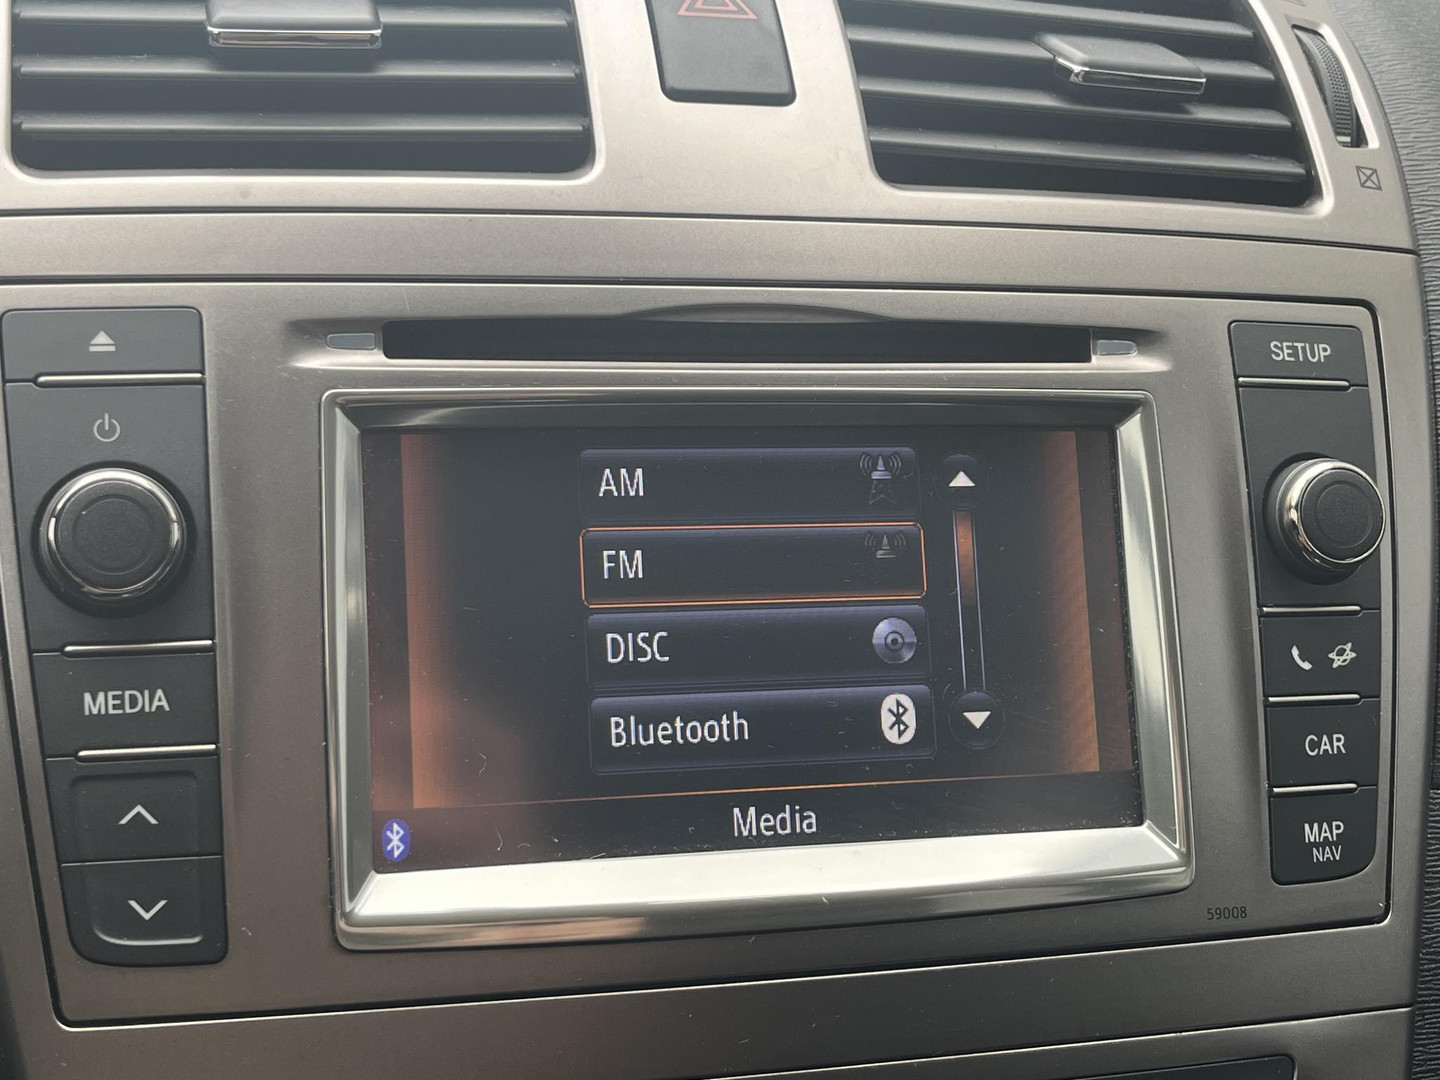 SETUP
AM
FM
DISC
Bluetooth
Media
MEDIA
CAR
MAP
NAV
59008